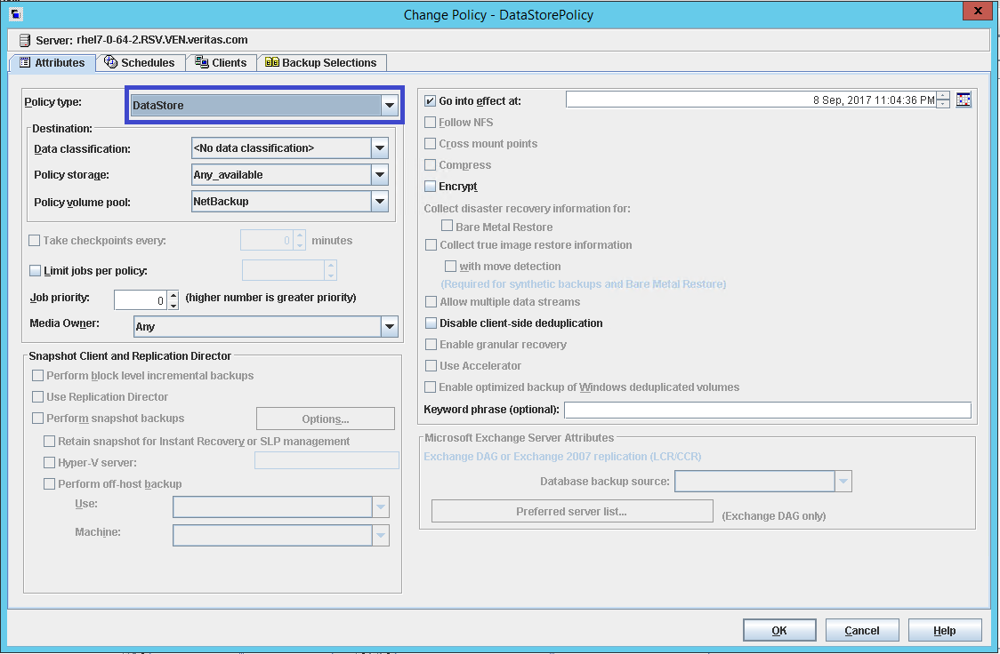 Change Policy - DataStorePolicy
x
Server: rhel7-0-64-2.RSV.VEN.veritas.com
Attributes Schedules Clients Backup Selections
Policy type: DataStore
Destination:
Data classification: <No data classification>
Policy storage: Any_available
Policy volume pool: NetBackup
Take checkpoints every: 0 minutes
Limit jobs per policy:
Job priority: 0 (higher number is greater priority)
Media Owner: Any
Snapshot Client and Replication Director
Perform block level incremental backups
Use Replication Director
Perform snapshot backups Options...
Retain snapshot for Instant Recovery or SLP management
Hyper-V server:
Perform off-host backup
Use:
Machine:
Go into effect at: 8 Sep, 2017 11:04:36 PM
Follow NFS
Cross mount points
Compress
Encrypt
Collect disaster recovery information for:
Bare Metal Restore
Collect true image restore information
with move detection
(Required for synthetic backups and Bare Metal Restore)
Allow multiple data streams
Disable client-side deduplication
Enable granular recovery
Use Accelerator
Enable optimized backup of Windows deduplicated volumes
Keyword phrase (optional):
Microsoft Exchange Server Attributes
Exchange DAG or Exchange 2007 replication (LCR/CCR)
Database backup source:
Preferred server list... (Exchange DAG only)
OK Cancel Help